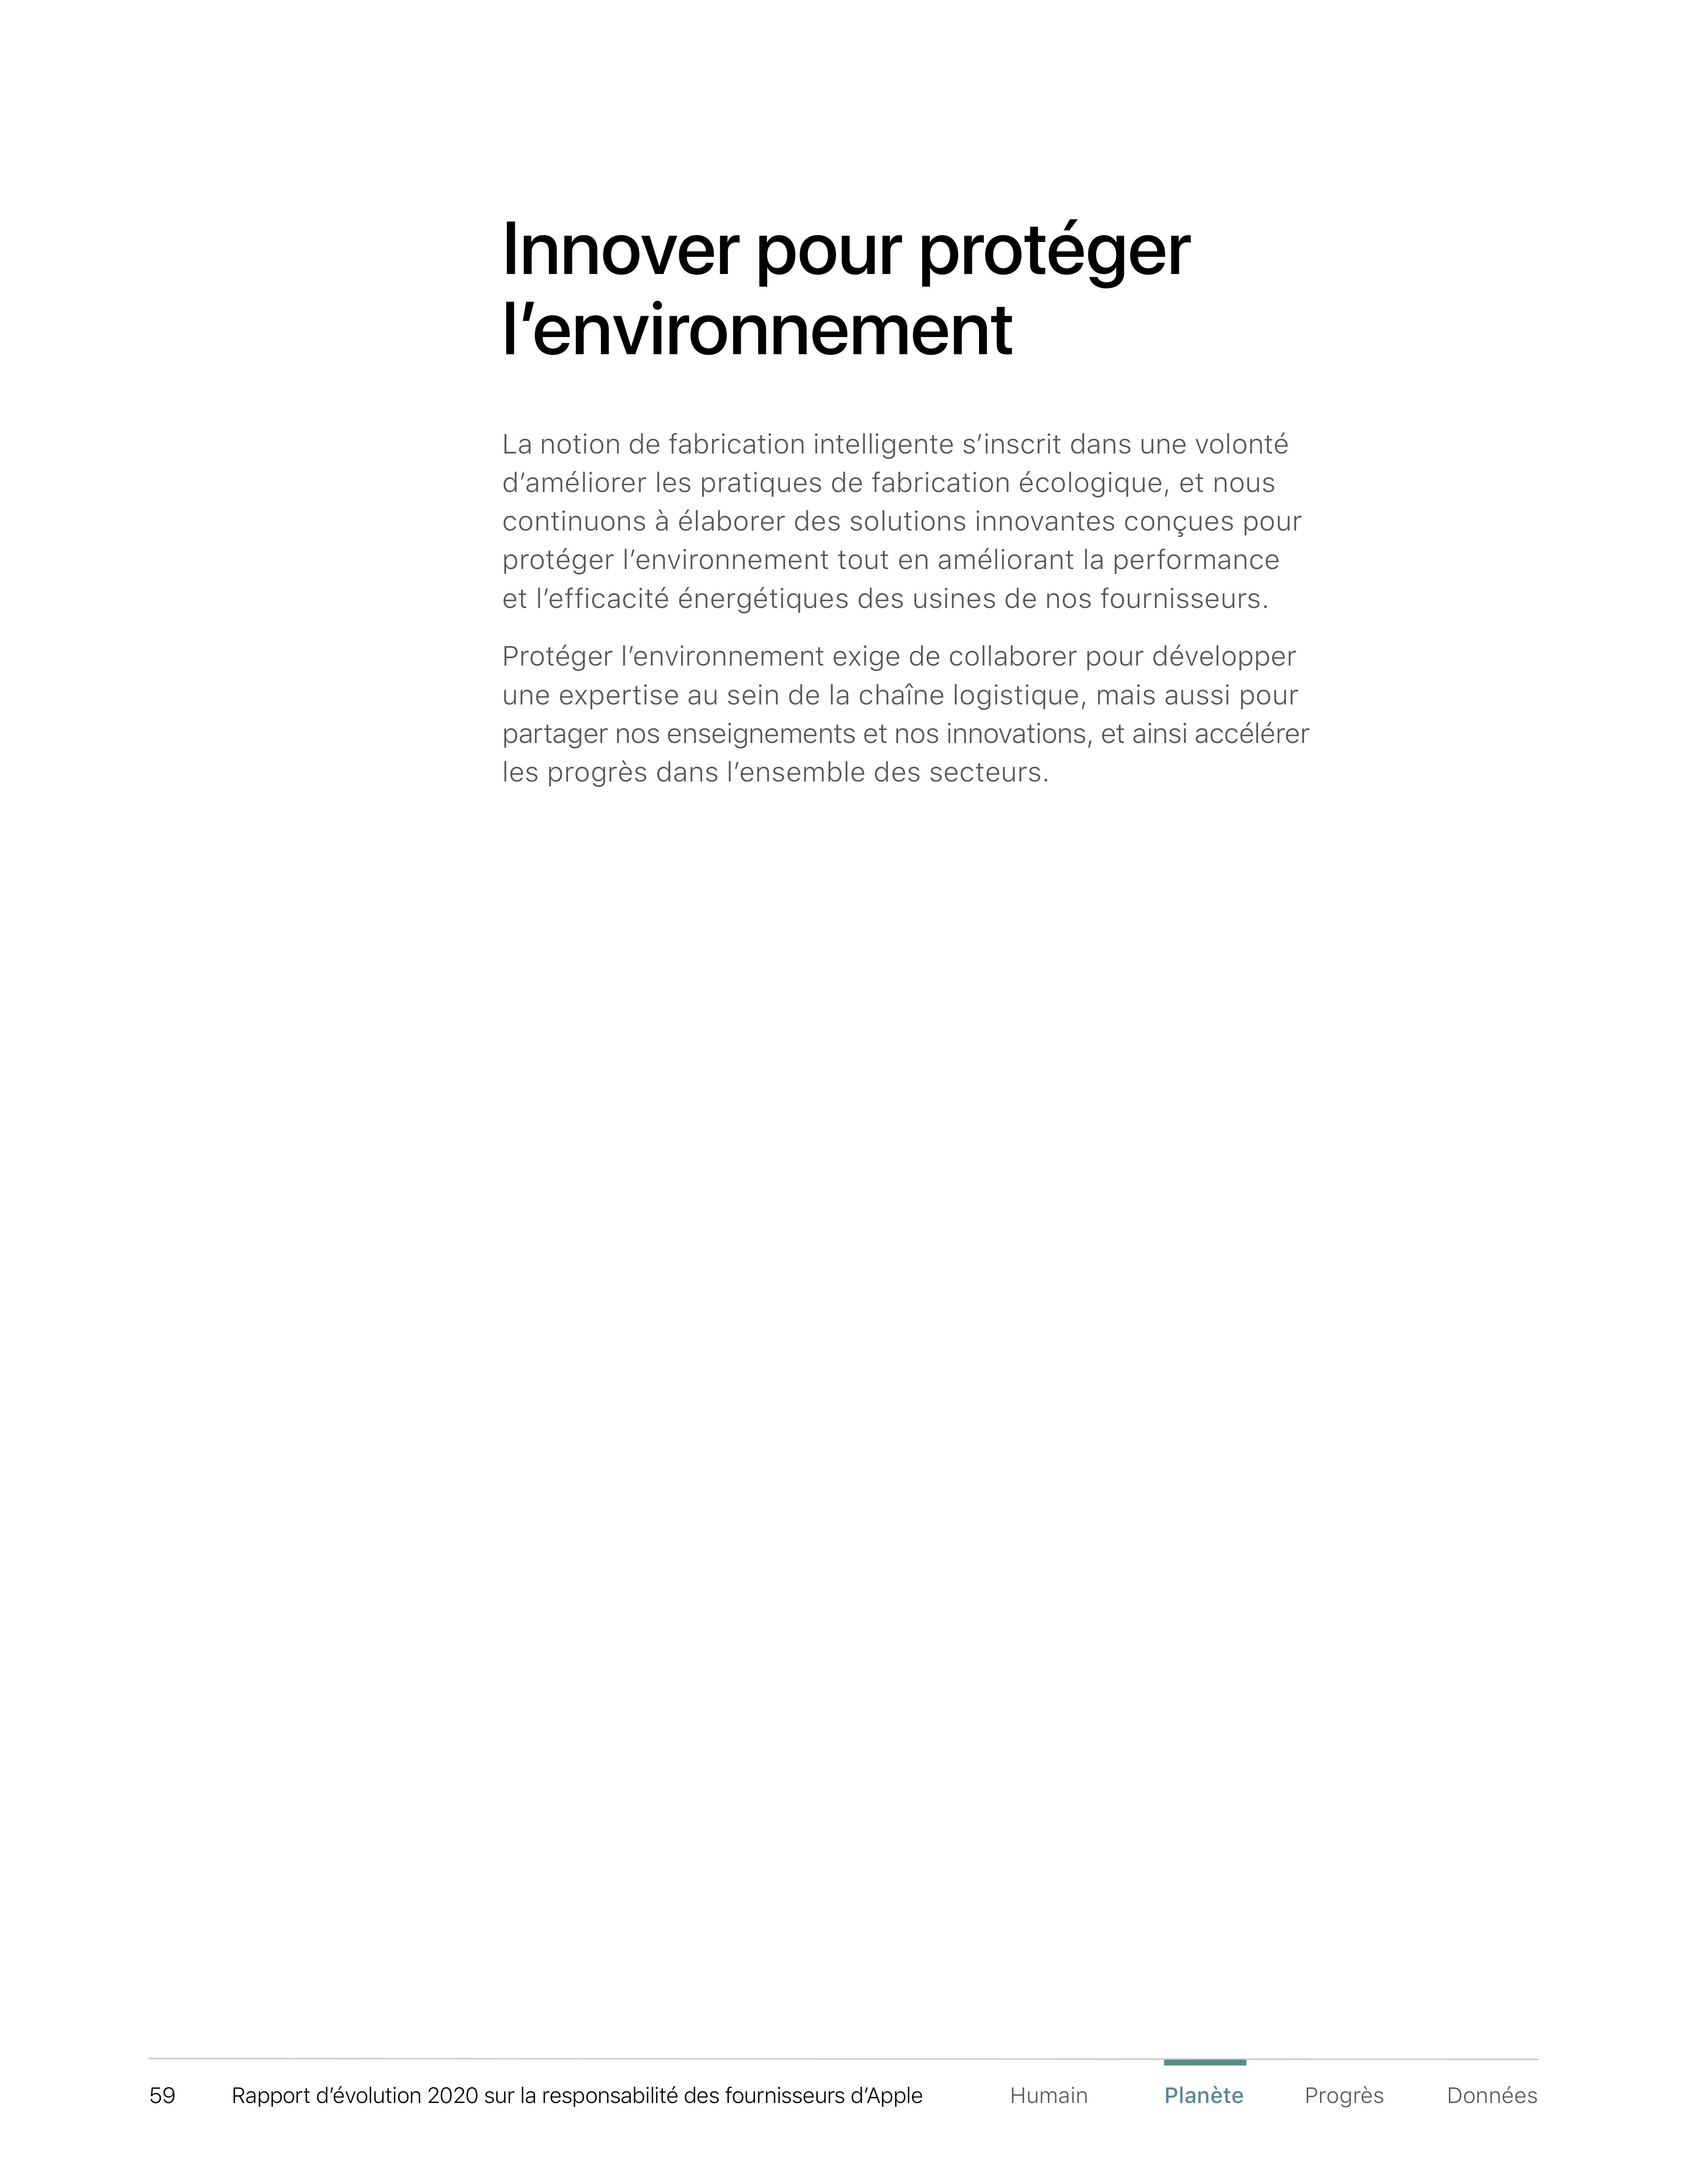 Innover pour protéger
l’environnement
La notion de fabrication intelligente s’inscrit dans une volonté
d’améliorer les pratiques de fabrication écologique, et nous
continuons à élaborer des solutions innovantes conçues pour
protéger l’environnement tout en améliorant la performance
et l’efficacité énergétiques des usines de nos fournisseurs.
Protéger l’environnement exige de collaborer pour développer
une expertise au sein de la chaîne logistique, mais aussi pour
partager nos enseignements et nos innovations, et ainsi accélérer
les progrès dans l’ensemble des secteurs.
59 Rapport d’évolution 2020 sur la responsabilité des fournisseurs d’Apple Humain Planète Progrès Données